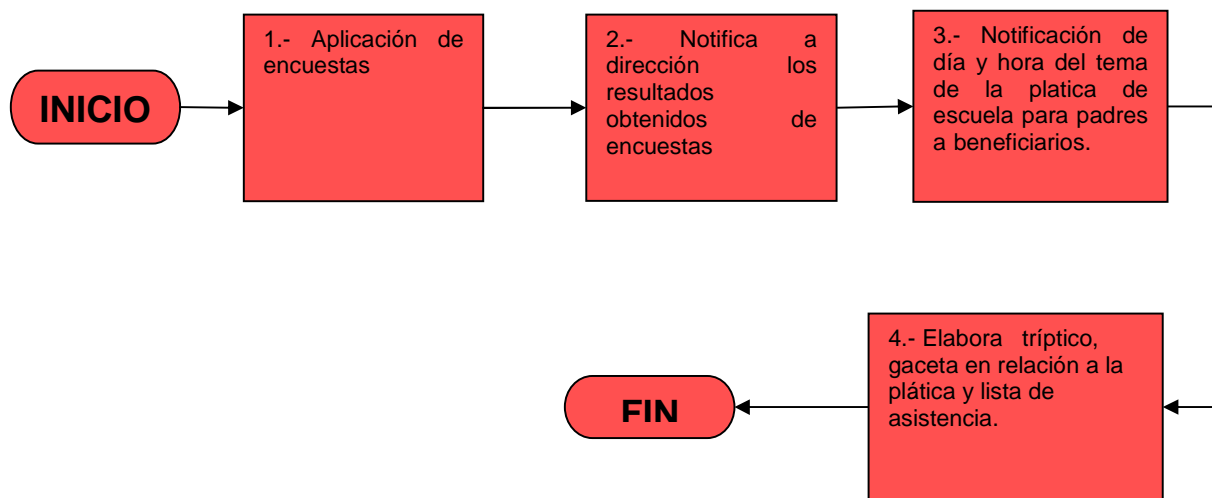 INICIO
1.- Aplicación de
encuestas
2.- Notifica a
dirección los
resultados
obtenidos de
encuestas
3.- Notificación de
día y hora del tema
de la platica de
escuela para padres
a beneficiarios.
4.- Elabora tríptico,
gaceta en relación a la
plática y lista de
asistencia.
FIN